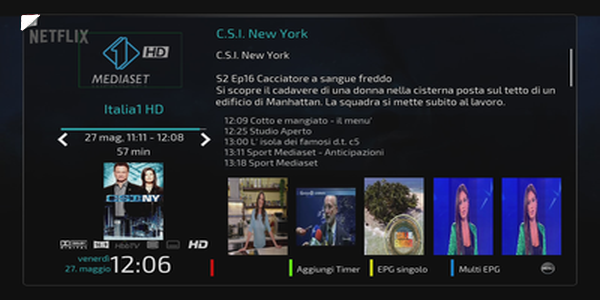 NETFLIX
1 HD
MEDIASET
Italia1 HD
27 mag, 11:11 - 12:08
57 min
CSI:NY
HbbTV
HD
venerdì
27. maggio
12:06
C.S.I. New York
C.S.I. New York
S2 Ep16 Cacciatore a sangue freddo
Si scopre il cadavere di una donna nella cisterna posta sul tetto di un
edificio di Manhattan. La squadra si mette subito al lavoro.
12:09 Cotto e mangiato - il menu'
12:25 Studio Aperto
13:00 L' isola dei famosi d.t. c5
13:11 Sport Mediaset - Anticipazioni
13:18 Sport Mediaset
Aggiungi Timer
EPG singolo
Multi EPG